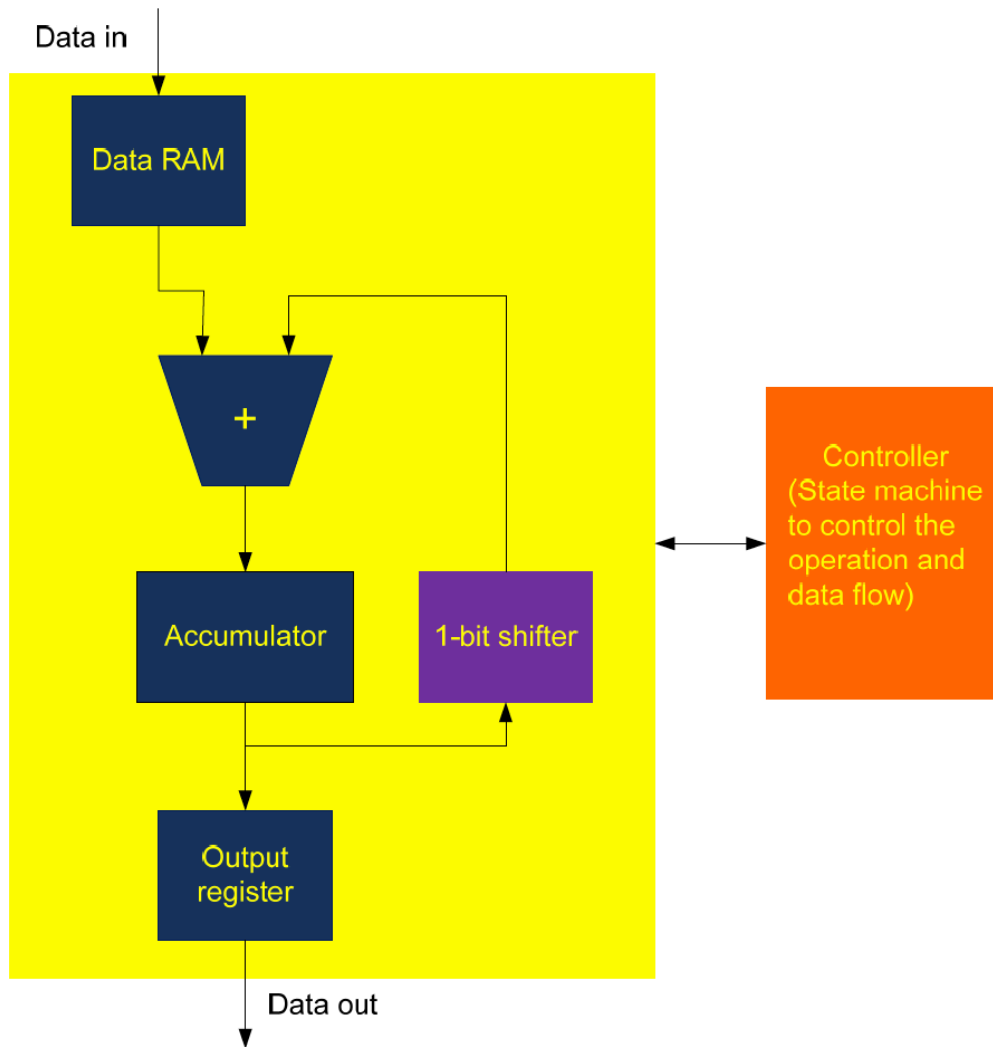 Data in
Data RAM
+
Controller
(State machine
to control the
operation and
data flow)
Accumulator
1-bit shifter
Output
register
Data out